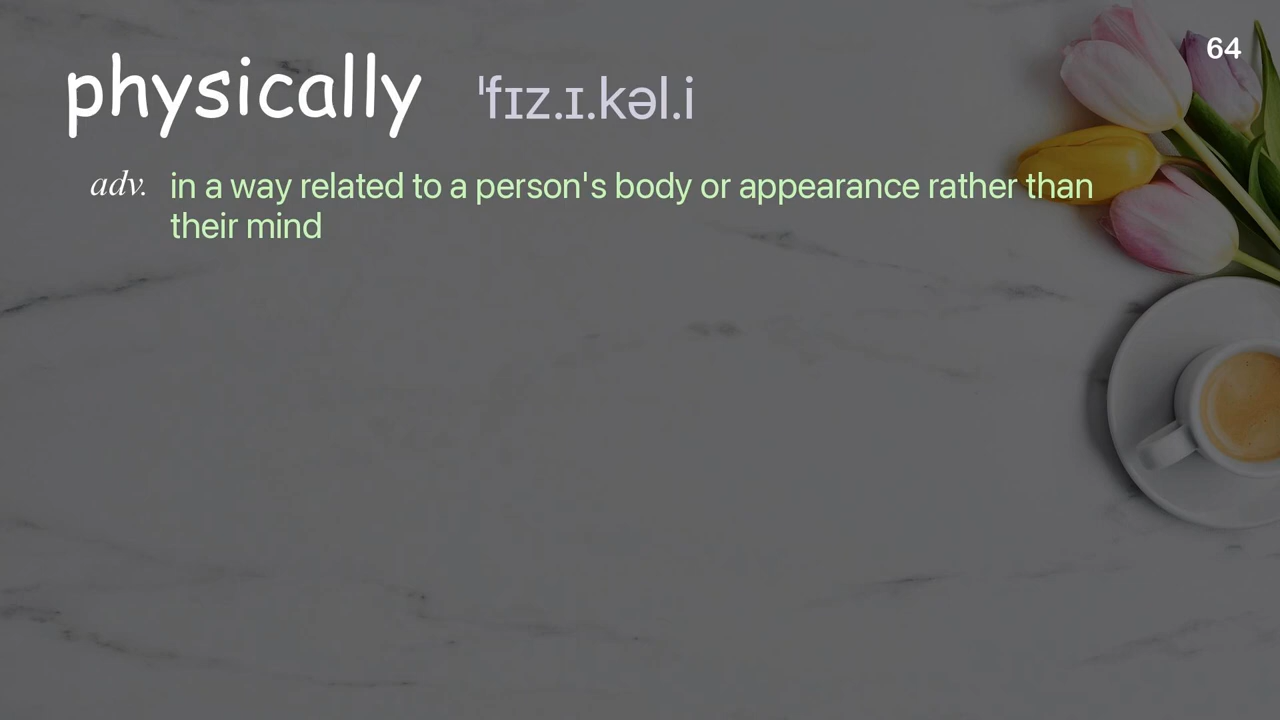 64
physically ˈfɪz.ɪ.kəl.i
adv. in a way related to a person's body or appearance rather than
their mind